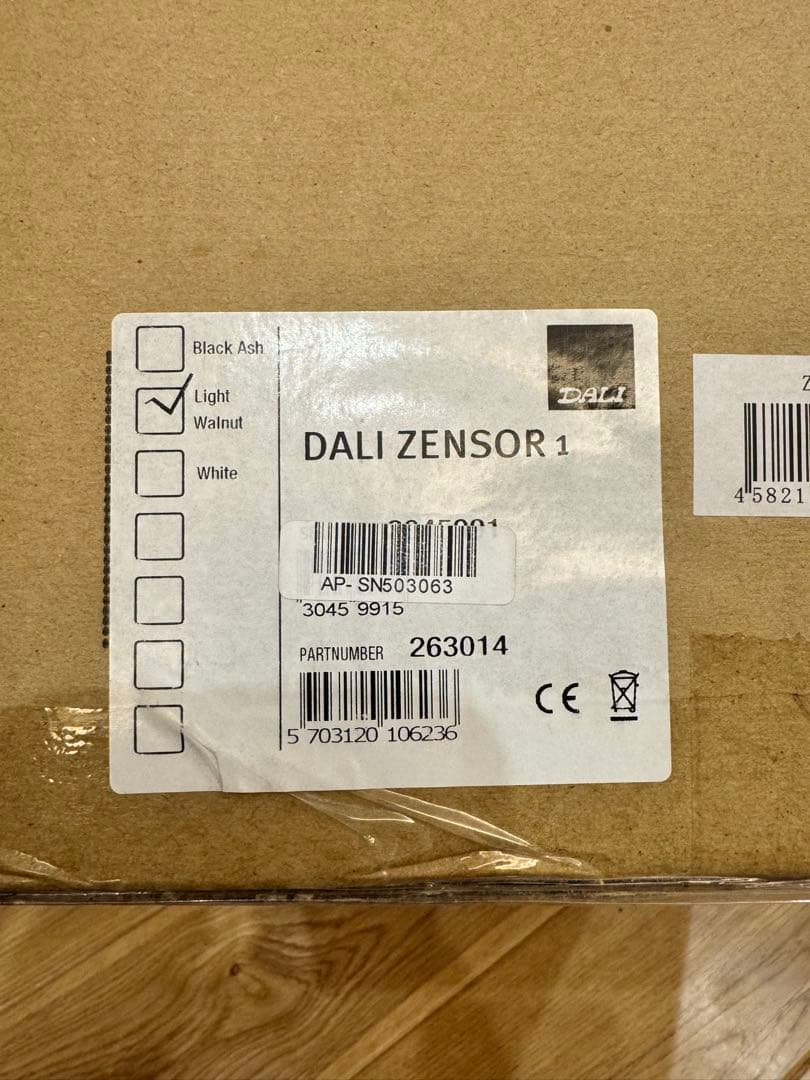 Black Ash
Light
Walnut
White
DALI
DALI ZENSOR 1
AP- SN503063
"3045"9915
PARTNUMBER 263014
5 703120 106236
CE
Z
4 5821